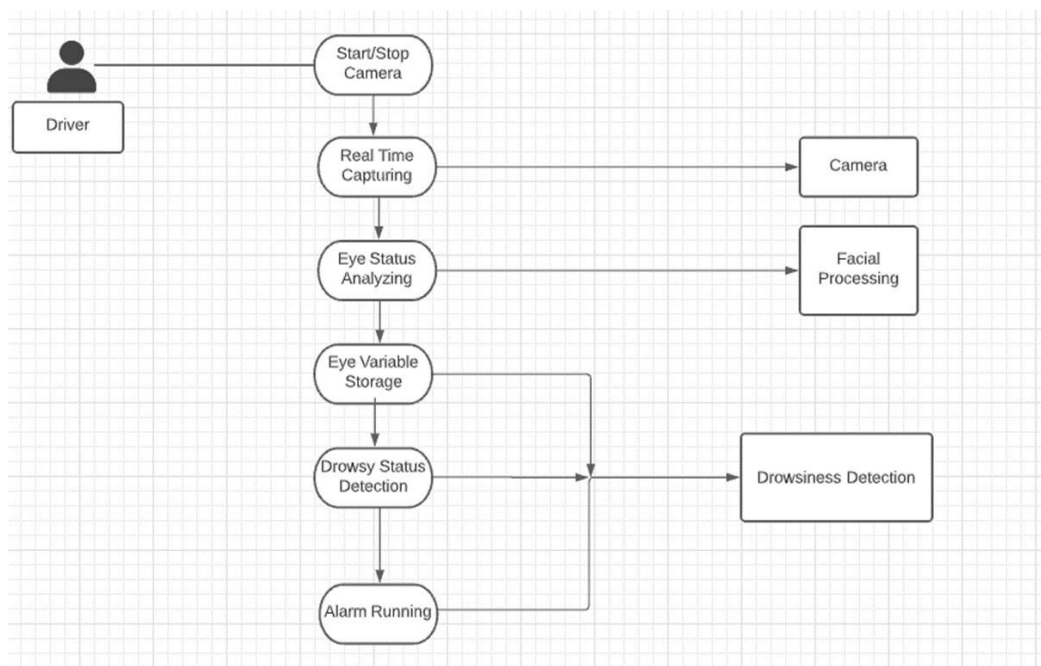 Start/Stop
Camera
Driver
Real Time
Capturing
Camera
Eye Status
Analyzing
Facial
Processing
Eye Variable
Storage
Drowsy Status
Detection
Drowsiness Detection
Alarm Running